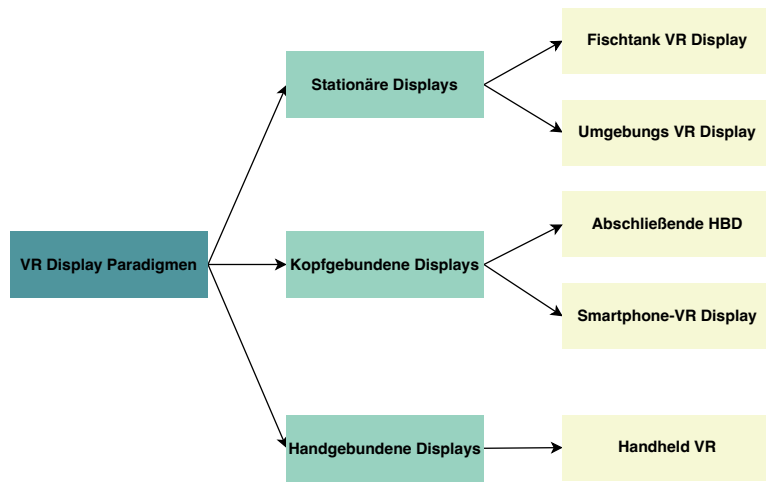 Fischtank VR Display
Stationäre Displays
Umgebungs VR Display
Abschließende HBD
VR Display Paradigmen
Kopfgebundene Displays
Smartphone-VR Display
Handgebundene Displays
Handheld VR